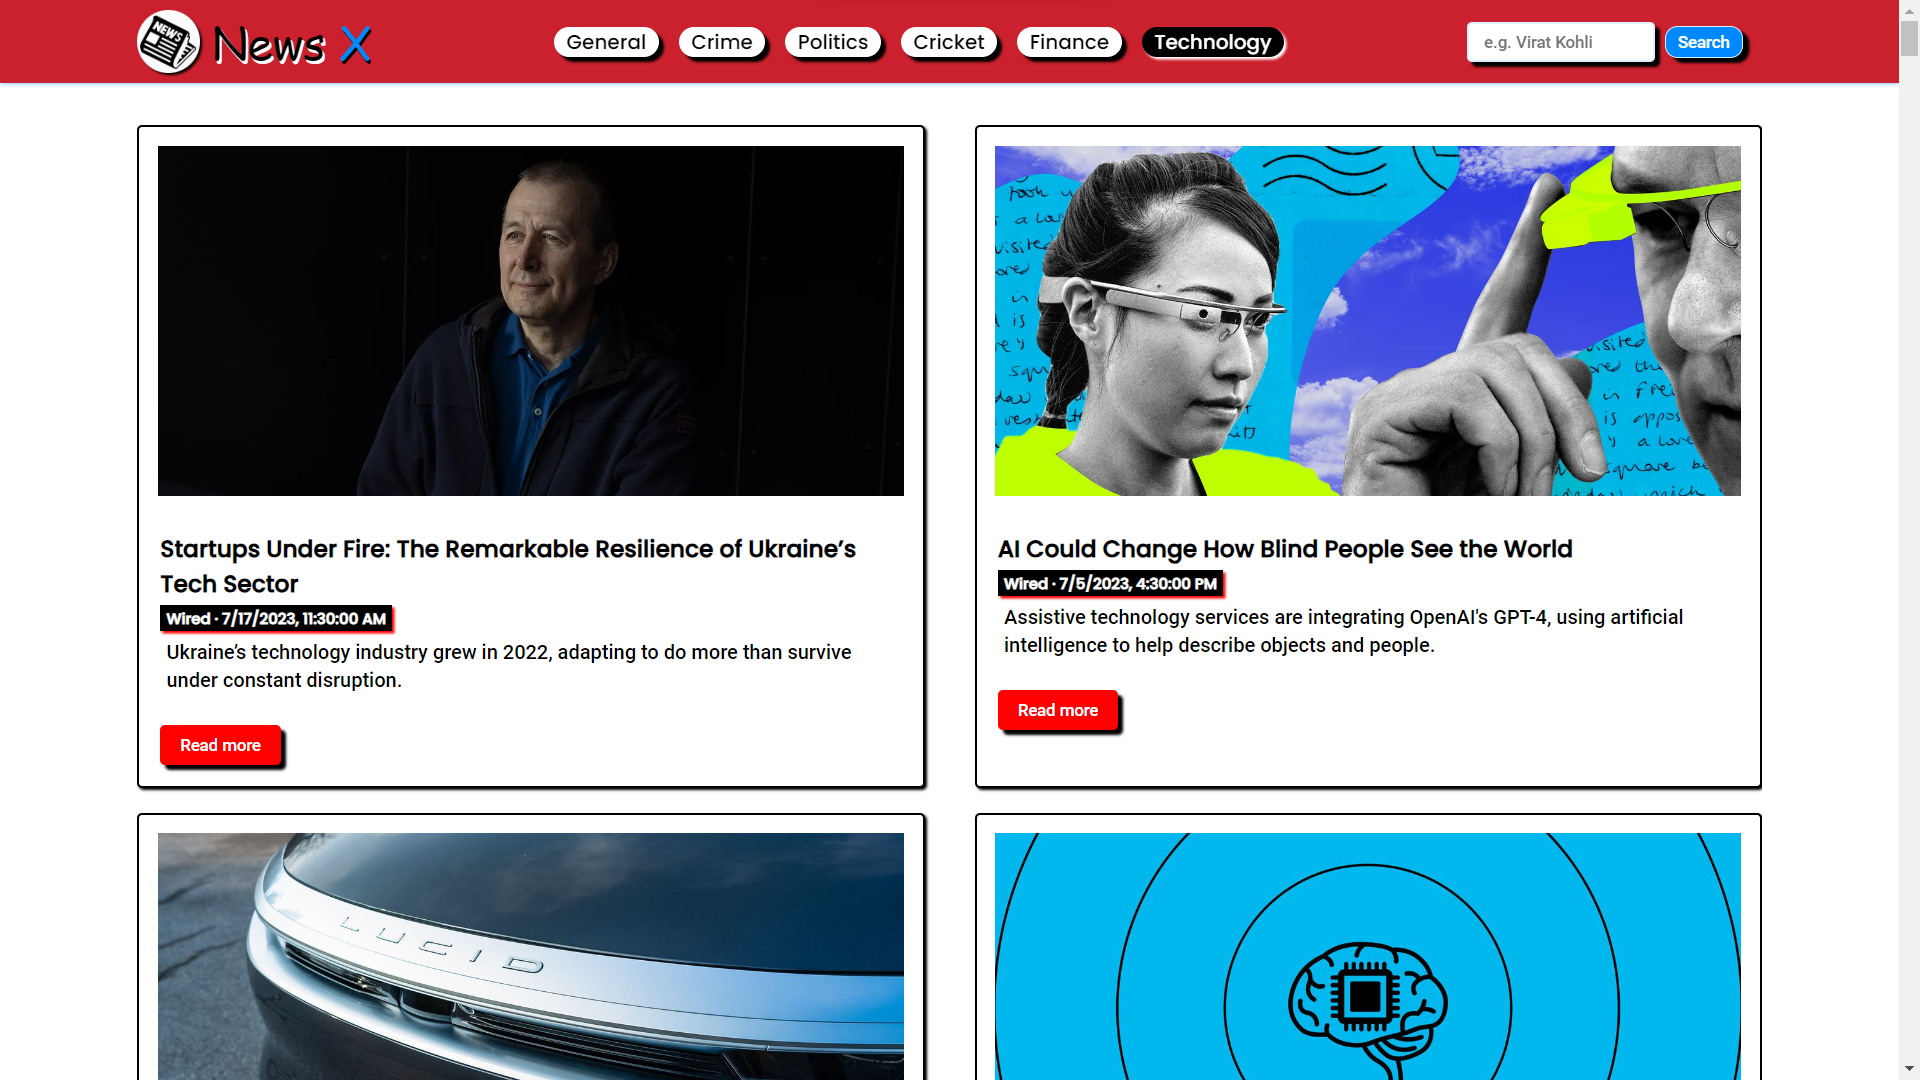 NEWS
News X
General
Crime
Politics
Cricket
Finance
Technology
e.g. Virat Kohli
Search
Startups Under Fire: The Remarkable Resilience of Ukraine’s
Tech Sector
Wired · 7/17/2023, 11:30:00 AM
Ukraine’s technology industry grew in 2022, adapting to do more than survive
under constant disruption.
Read more
AI Could Change How Blind People See the World
Wired · 7/5/2023, 4:30:00 PM
Assistive technology services are integrating OpenAI's GPT-4, using artificial
intelligence to help describe objects and people.
Read more
LUCID